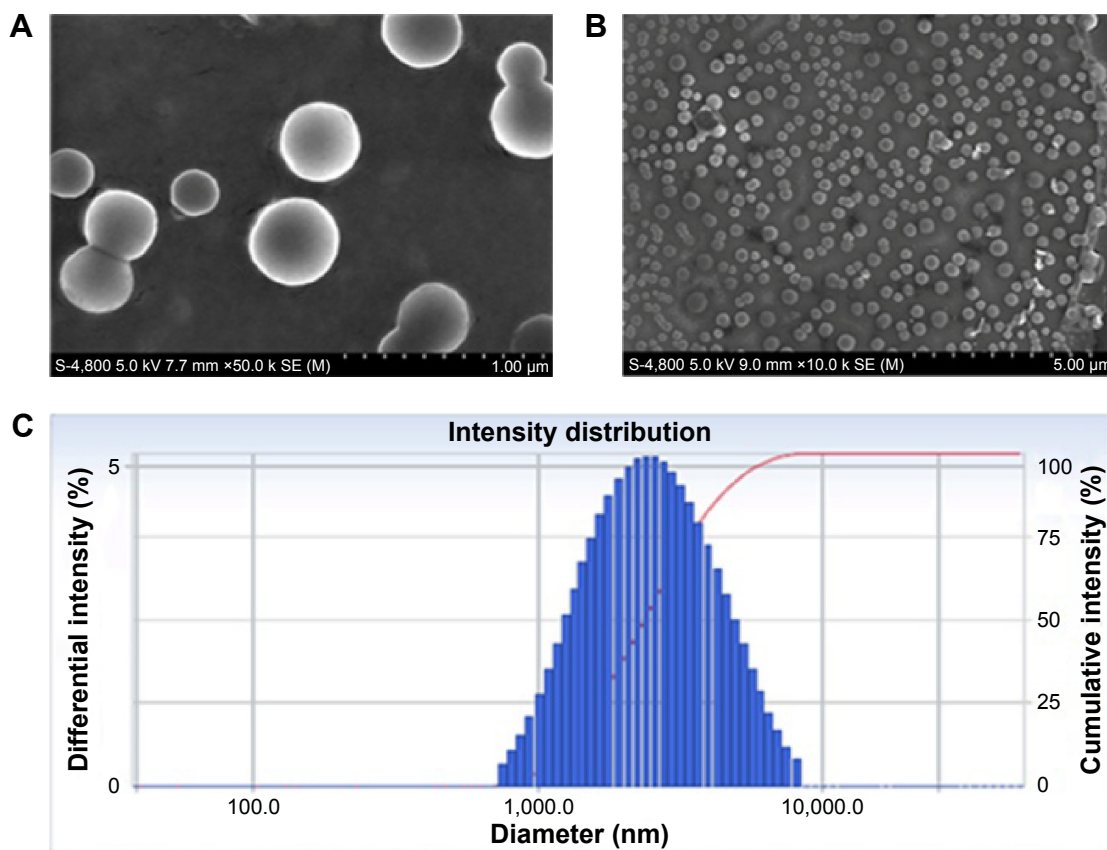 A
B
S-4,800 5.0 kV 7.7 mm ×50.0 k SE (M) 1.00 µm
S-4,800 5.0 kV 9.0 mm ×10.0 k SE (M) 5.00 µm
C
Intensity distribution
Differential intensity (%)
5
0
100
75
50
25
0
Cumulative intensity (%)
100.0 1,000.0 10,000.0
Diameter (nm)